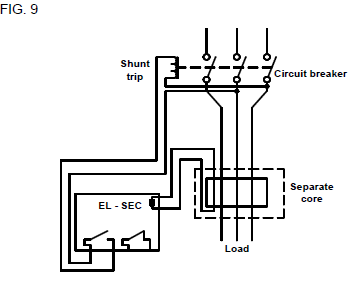 FIG. 9
Shunt
trip
Circuit breaker
EL - SEC
Separate
core
Load